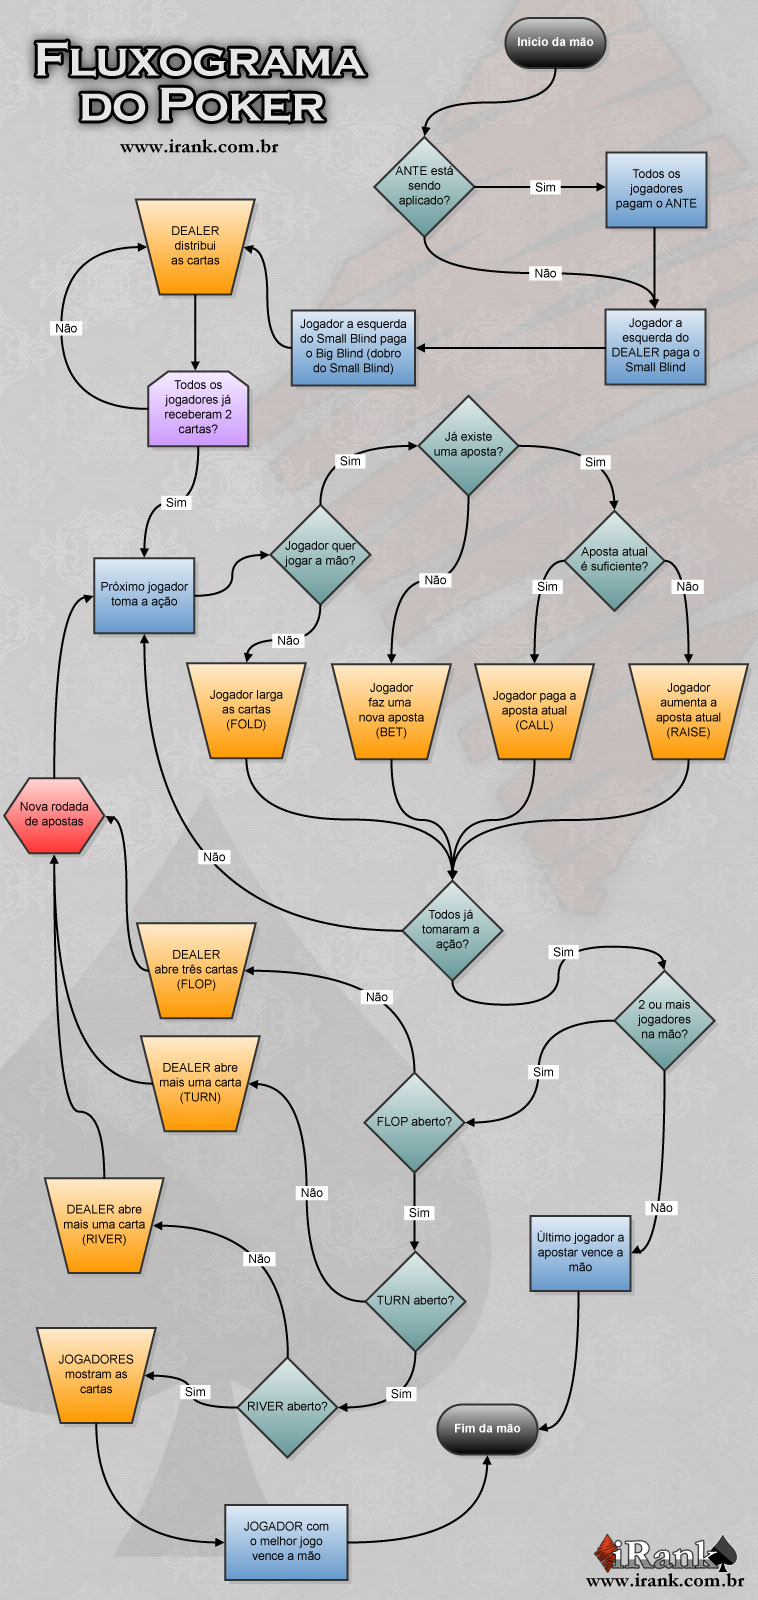 FLUXOGRAMA
DO POKER
www.irank.com.br
Início da mão
ANTE está
sendo
aplicado?
Sim
Todos os
jogadores
pagam o ANTE
Não
Jogador a
esquerda do
DEALER paga o
Small Blind
Jogador a esquerda
do Small Blind paga
o Big Blind (dobro
do Small Blind)
DEALER
distribui
as cartas
Não
Todos os
jogadores já
receberam 2
cartas?
Sim
Próximo jogador
toma a ação
Jogador quer
jogar a mão?
Sim
Já existe
uma aposta?
Sim
Aposta atual
é suficiente?
Não
Não
Sim
Não
Jogador larga
as cartas
(FOLD)
Jogador
faz uma
nova aposta
(BET)
Jogador paga a
aposta atual
(CALL)
Jogador
aumenta a
aposta atual
(RAISE)
Nova rodada
de apostas
Não
Todos já
tomaram a
ação?
Sim
2 ou mais
jogadores
na mão?
Sim
Não
DEALER
abre três cartas
(FLOP)
Não
FLOP aberto?
DEALER abre
mais uma carta
(TURN)
Não
Sim
TURN aberto?
DEALER abre
mais uma carta
(RIVER)
Não
Último jogador a
apostar vence a
mão
JOGADORES
mostram as
cartas
Sim
RIVER aberto?
Sim
Fim da mão
JOGADOR com
o melhor jogo
vence a mão
iRank
www.irank.com.br